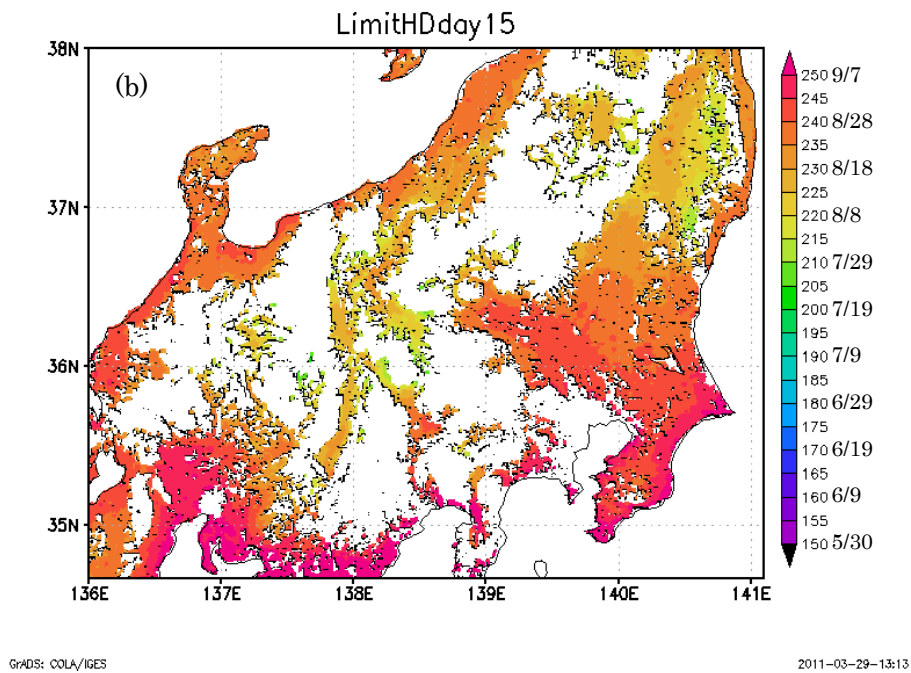 LimitHDday15
(b)
38N
37N
36N
35N
136E 137E 138E 139E 140E 141E
250 9/7
245
240 8/28
235
230 8/18
225
220 8/8
215
210 7/29
205
200 7/19
195
190 7/9
185
180 6/29
175
170 6/19
165
160 6/9
155
150 5/30
GrADS: COLA/IGES
2011-03-29-13:13